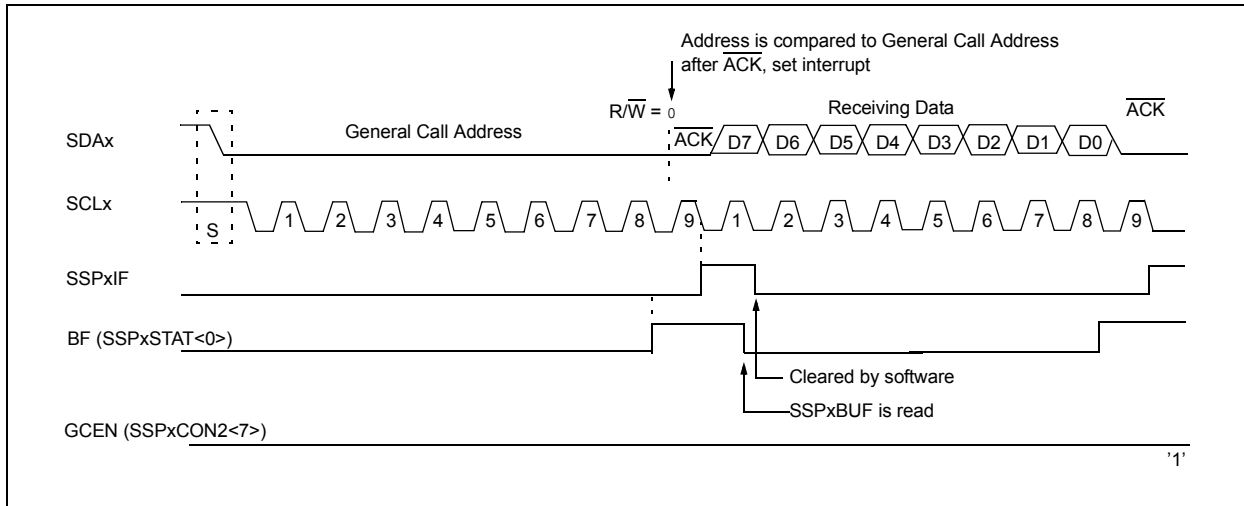 Address is compared to General Call Address
after ACK, set interrupt
R/W = 0
Receiving Data
ACK
General Call Address
SDAx
ACK D7 D6 D5 D4 D3 D2 D1 D0
SCLx
S 1 2 3 4 5 6 7 8 9 1 2 3 4 5 6 7 8 9
SSPxIF
BF (SSPxSTAT<0>)
Cleared by software
SSPxBUF is read
GCEN (SSPxCON2<7>)
’1’